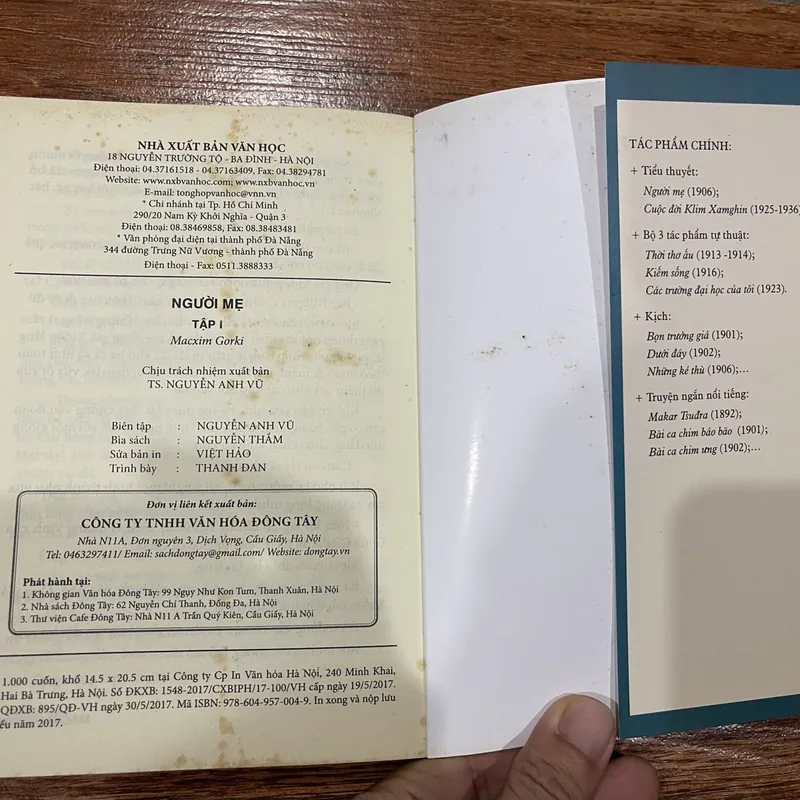 NHÀ XUẤT BẢN VĂN HỌC
18 NGUYỄN TRƯỜNG TỘ - BA ĐÌNH - HÀ NỘI
Điện thoại: 04.37161518 - 04.37163409, Fax: 04.38294781
Website: www.nxbvanhoc.com; www.nxbvanhoc.vn
E-mail: tonghopvanhoc@vnn.vn
* Chi nhánh tại Tp. Hồ Chí Minh
290/20 Nam Kỳ Khởi Nghĩa - Quận 3
Điện thoại: 08.38469858, Fax: 08.38483481
* Văn phòng đại diện tại thành phố Đà Nẵng
344 đường Trưng Nữ Vương - thành phố Đà Nẵng
Điện thoại - Fax: 0511.3888333
NGƯỜI MẸ
TẬP I
Macxim Gorki
Chịu trách nhiệm xuất bản
TS. NGUYỄN ANH VŨ
Biên tập : NGUYỄN ANH VŨ
Bìa sách : NGUYỄN THẮM
Sửa bản in : VIỆT HẢO
Trình bày : THANH ĐAN
Đơn vị liên kết xuất bản:
CÔNG TY TNHH VĂN HÓA ĐÔNG TÂY
Nhà N11A, Đơn nguyên 3, Dịch Vọng, Cầu Giấy, Hà Nội
Tel: 0463297411/ Email: sachdongtay@gmail.com/ Website: dongtay.vn
Phát hành tại:
1. Không gian Văn hóa Đông Tây: 99 Ngụy Như Kon Tum, Thanh Xuân, Hà Nội
2. Nhà sách Đông Tây: 62 Nguyễn Chí Thanh, Đống Đa, Hà Nội
3. Thư viện Cafe Đông Tây: Nhà N11 A Trần Quý Kiên, Cầu Giấy, Hà Nội
1.000 cuốn, khổ 14.5 x 20.5 cm tại Công ty Cp In Văn hóa Hà Nội, 240 Minh Khai,
Hai Bà Trưng, Hà Nội. Số ĐKXB: 1548-2017/CXBIPH/17-100/VH cấp ngày 19/5/2017.
QĐXB: 895/QĐ-VH ngày 30/5/2017. Mã ISBN: 978-604-957-004-9. In xong và nộp lưu
ểu năm 2017.
TÁC PHẨM CHÍNH:
+ Tiểu thuyết:
Người mẹ (1906);
Cuộc đời Klim Xamghin (1925-1936)
+ Bộ 3 tác phẩm tự thuật:
Thời thơ ấu (1913 -1914);
Kiếm sống (1916);
Các trường đại học của tôi (1923).
+ Kịch:
Bọn trưởng giả (1901);
Dưới đáy (1902);
Những kẻ thù (1906);...
+ Truyện ngắn nổi tiếng:
Makar Tsuđra (1892);
Bài ca chim báo bão (1901);
Bài ca chim ưng (1902);...